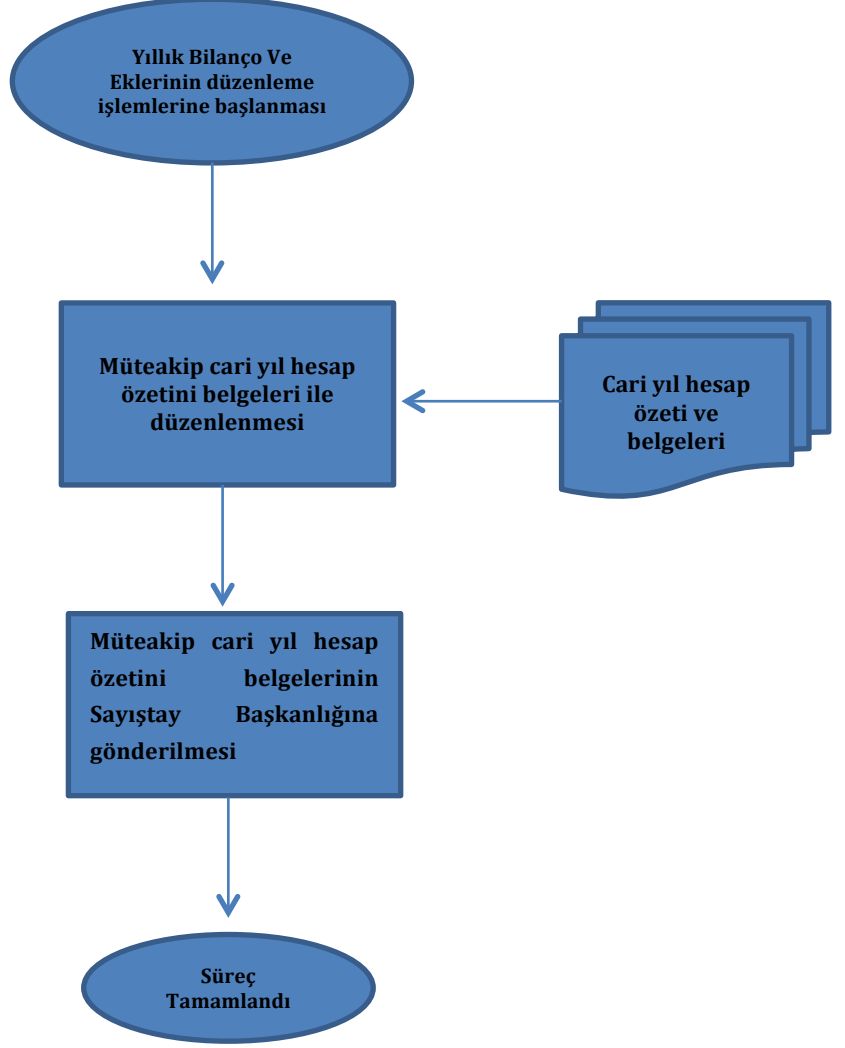 Yıllık Bilanço Ve
Eklerinin düzenleme
işlemlerine başlanması
Müteakip cari yıl hesap
özetini belgeleri ile
düzenlenmesi
Cari yıl hesap
özeti ve
belgeleri
Müteakip cari yıl hesap
özetini belgelerinin
Sayıştay Başkanlığına
gönderilmesi
Süreç
Tamamlandı